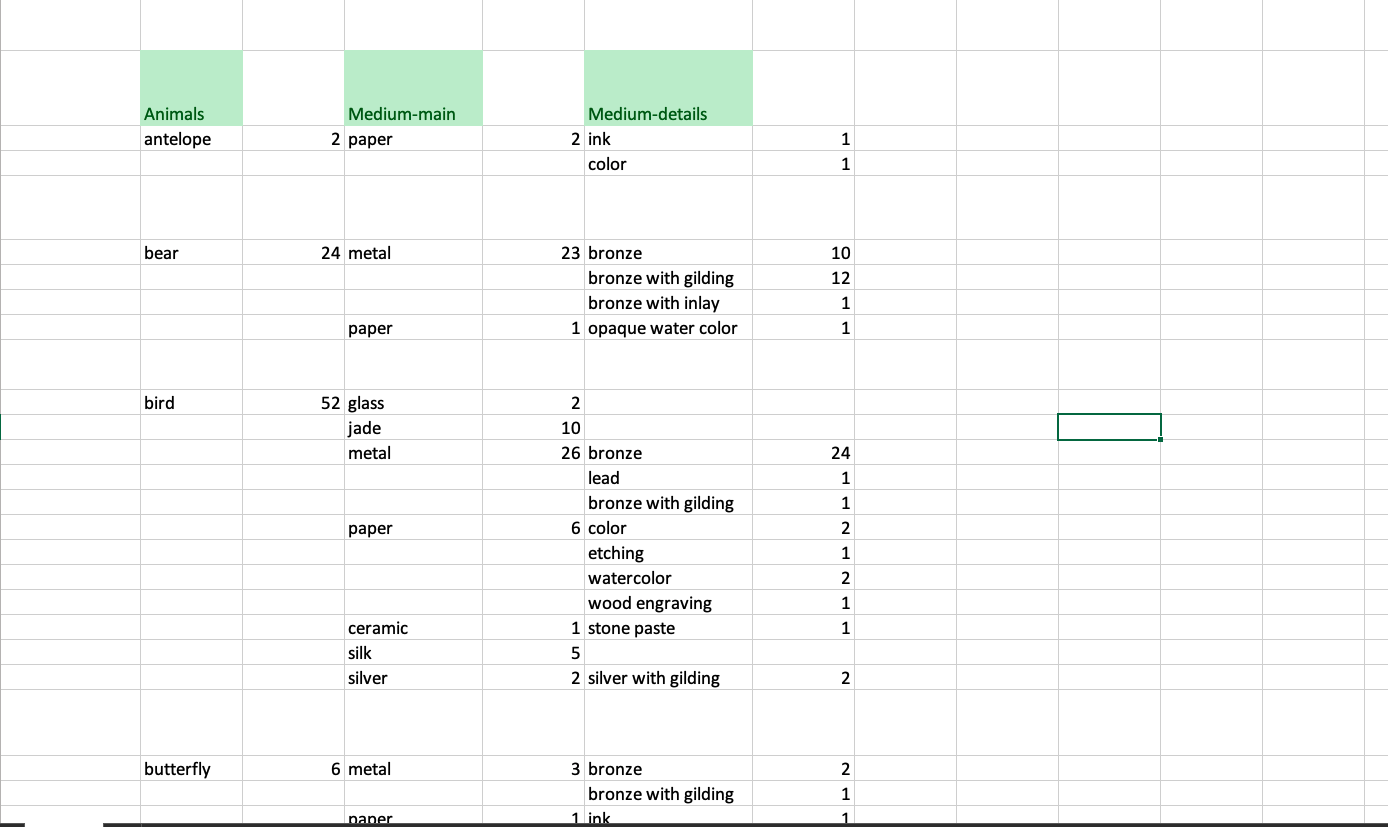 Animals Medium-main Medium-details
antelope 2 paper 2 ink 1
color 1
bear 24 metal 23 bronze 10
bronze with gilding 12
bronze with inlay 1
paper 1 opaque water color 1
bird 52 glass 2
jade 10
metal 26 bronze 24
lead 1
bronze with gilding 1
paper 6 color 2
etching 1
watercolor 2
wood engraving 1
ceramic 1 stone paste 1
silk 5
silver 2 silver with gilding 2
butterfly 6 metal 3 bronze 2
bronze with gilding 1
paper 1 ink 1